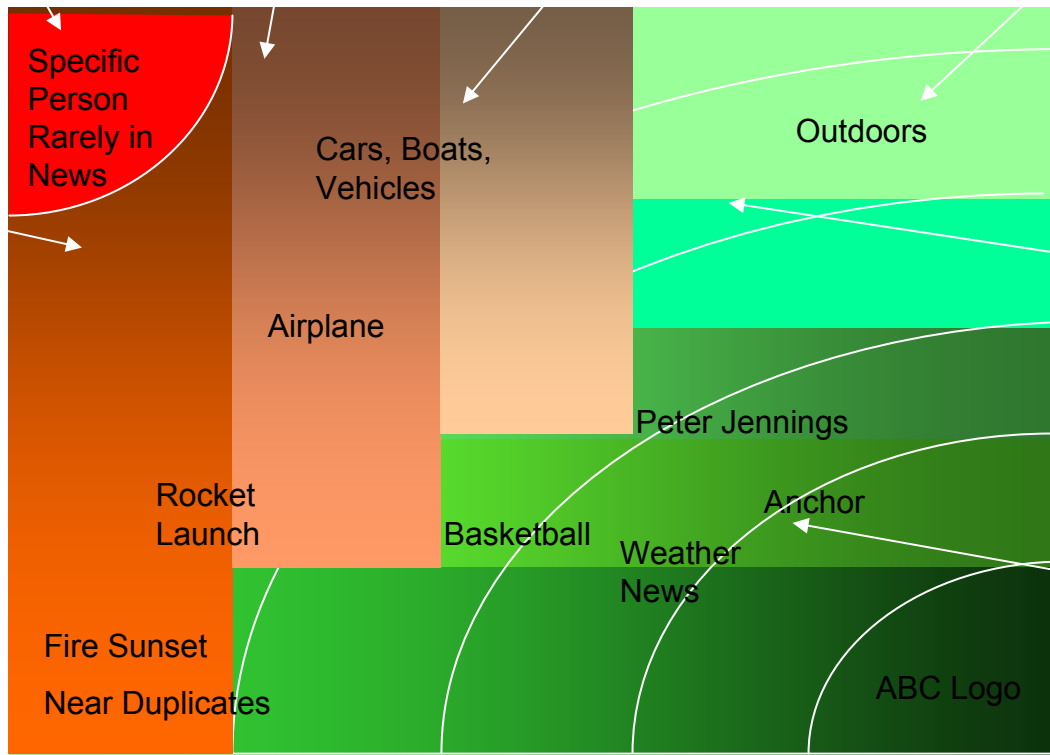 Specific
Person
Rarely in
News
Cars, Boats,
Vehicles
Outdoors
Airplane
Peter Jennings
Rocket
Launch
Basketball
Anchor
Weather
News
Fire Sunset
Near Duplicates
ABC Logo